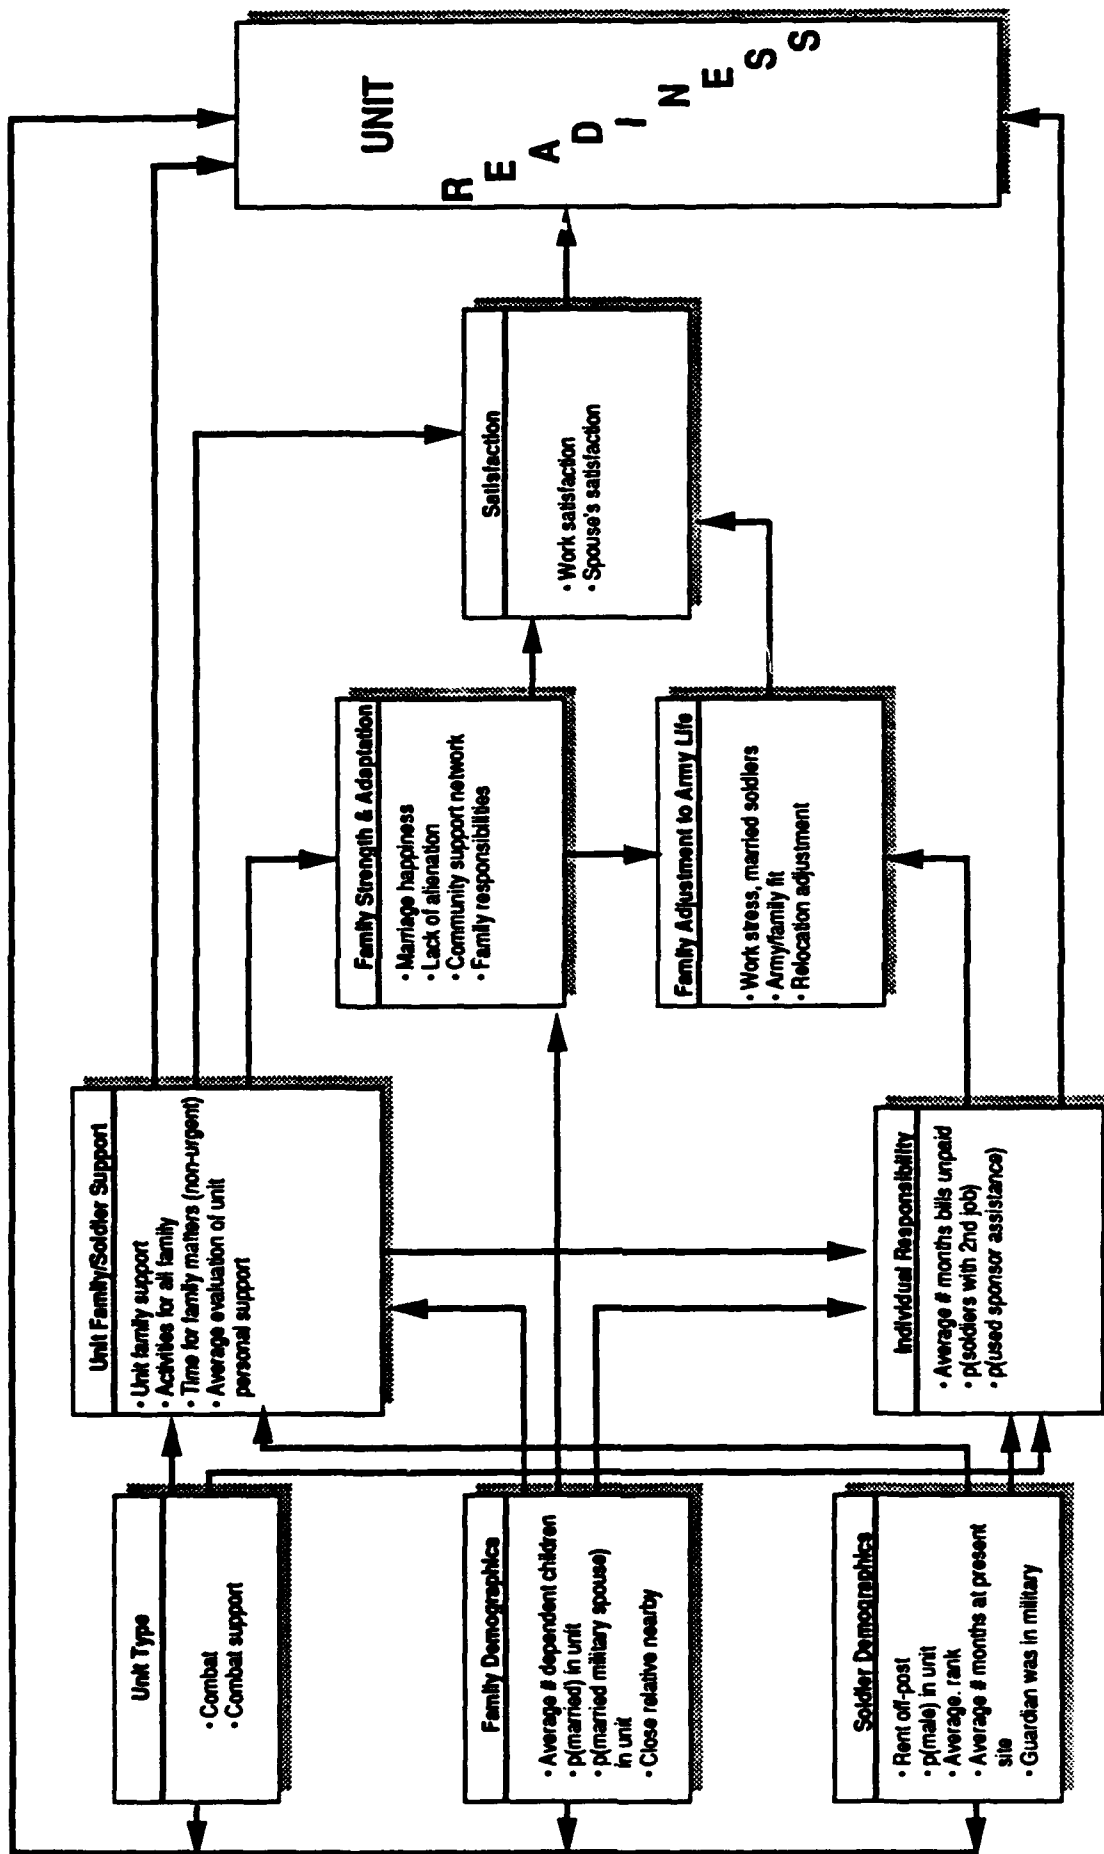 Unit Type
• Combat
• Combat support
Family Demographics
• Average # dependent children
• p(married) in unit
• p(married military spouse)
in unit
• Close relative nearby
Soldier Demographics
• Rent off-post
• p(male) in unit
• Average. rank
• Average # months at present
site
• Guardian was in military
Unit Family/Soldier Support
• Unit family support
• Activities for all family
• Time for family matters (non-urgent)
• Average evaluation of unit
personal support
Individual Responsibility
• Average # months bills unpaid
• p(soldiers with 2nd job)
• p(used sponsor assistance)
Family Strength & Adaptation
• Marriage happiness
• Lack of alienation
• Community support network
• Family responsibilities
Family Adjustment to Army Life
• Work stress, married soldiers
• Army/family fit
• Relocation adjustment
Satisfaction
• Work satisfaction
• Spouse's satisfaction
UNIT
READINESS